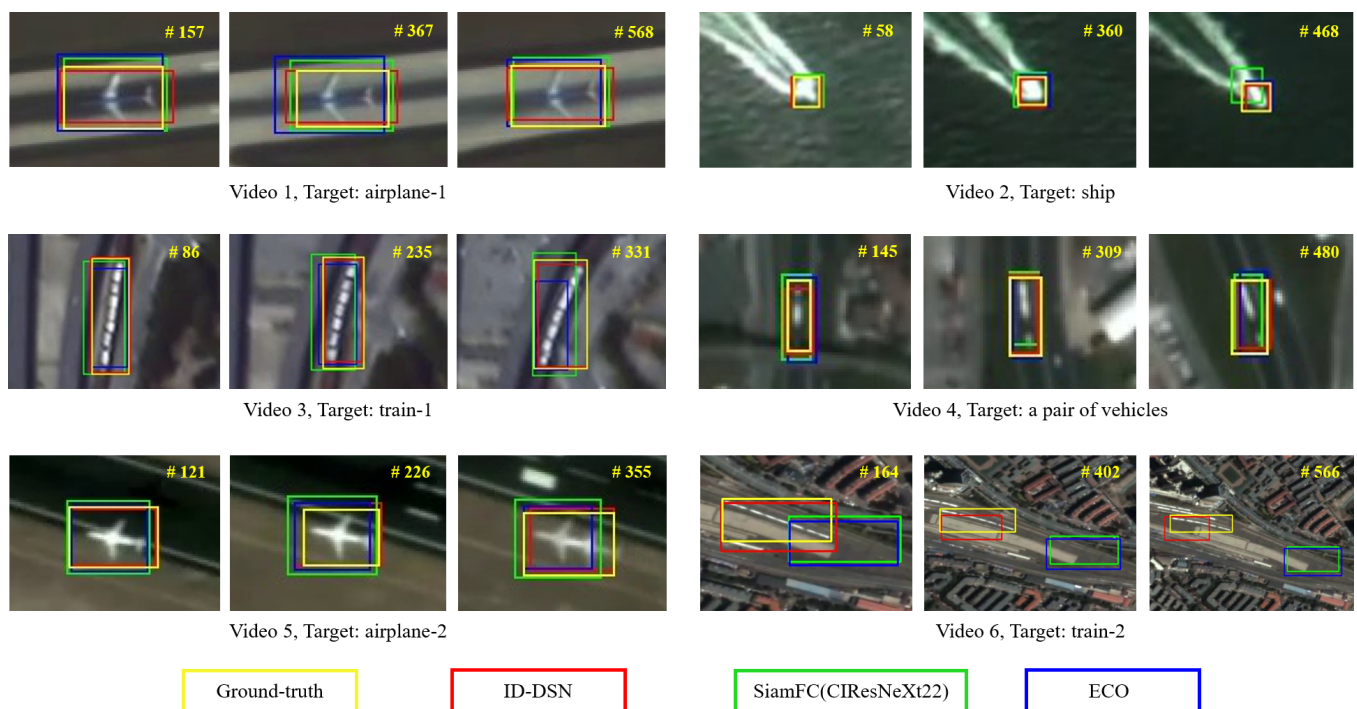 # 157
# 367
# 568
Video 1, Target: airplane-1
# 58
# 360
# 468
Video 2, Target: ship
# 86
# 235
# 331
Video 3, Target: train-1
# 145
# 309
# 480
Video 4, Target: a pair of vehicles
# 121
# 226
# 355
Video 5, Target: airplane-2
# 164
# 402
# 566
Video 6, Target: train-2
Ground-truth
ID-DSN
SiamFC(CIResNeXt22)
ECO